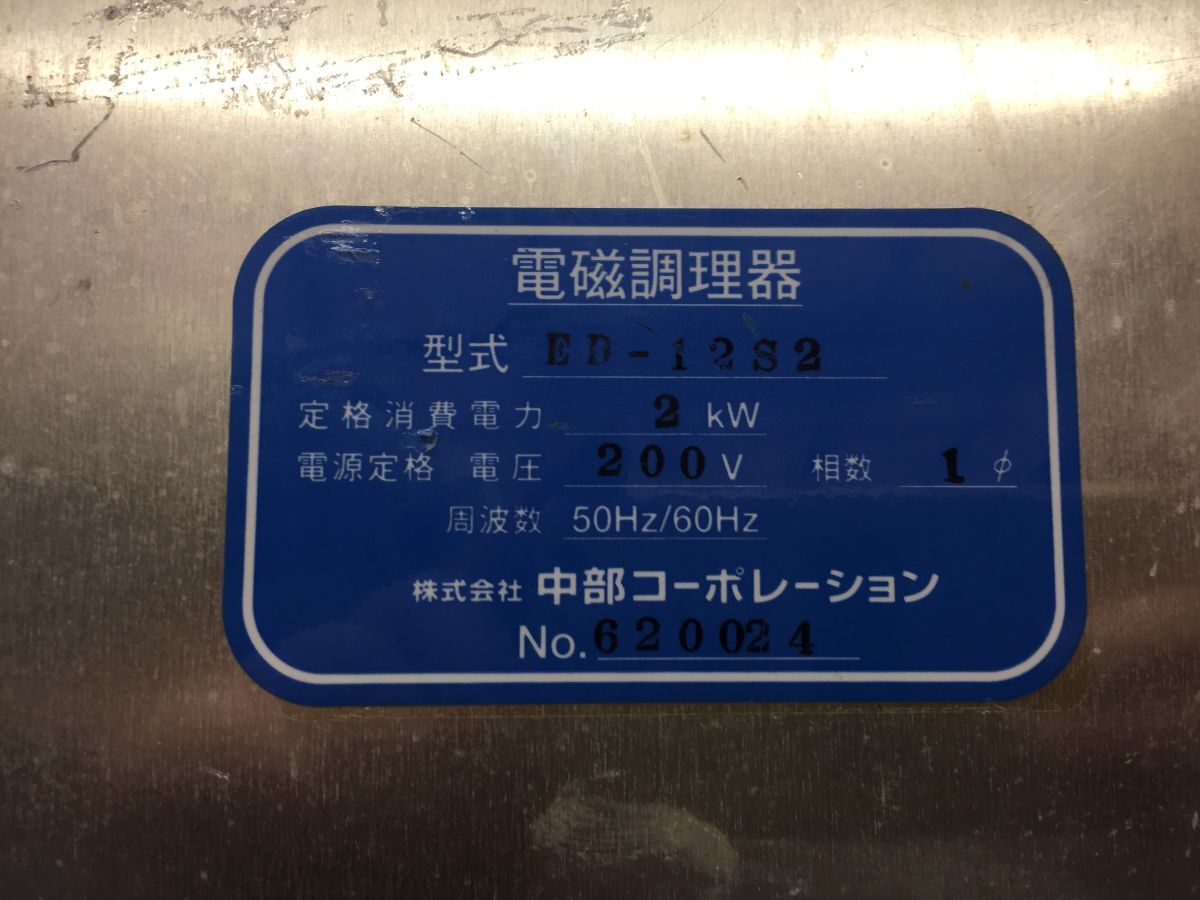 電磁調理器
型式 ED-12S2
定格消費電力 2 kW
電源定格 電圧 200 V 相数 1 φ
周波数 50Hz/60Hz
株式会社 中部コーポレーション
No. 620024